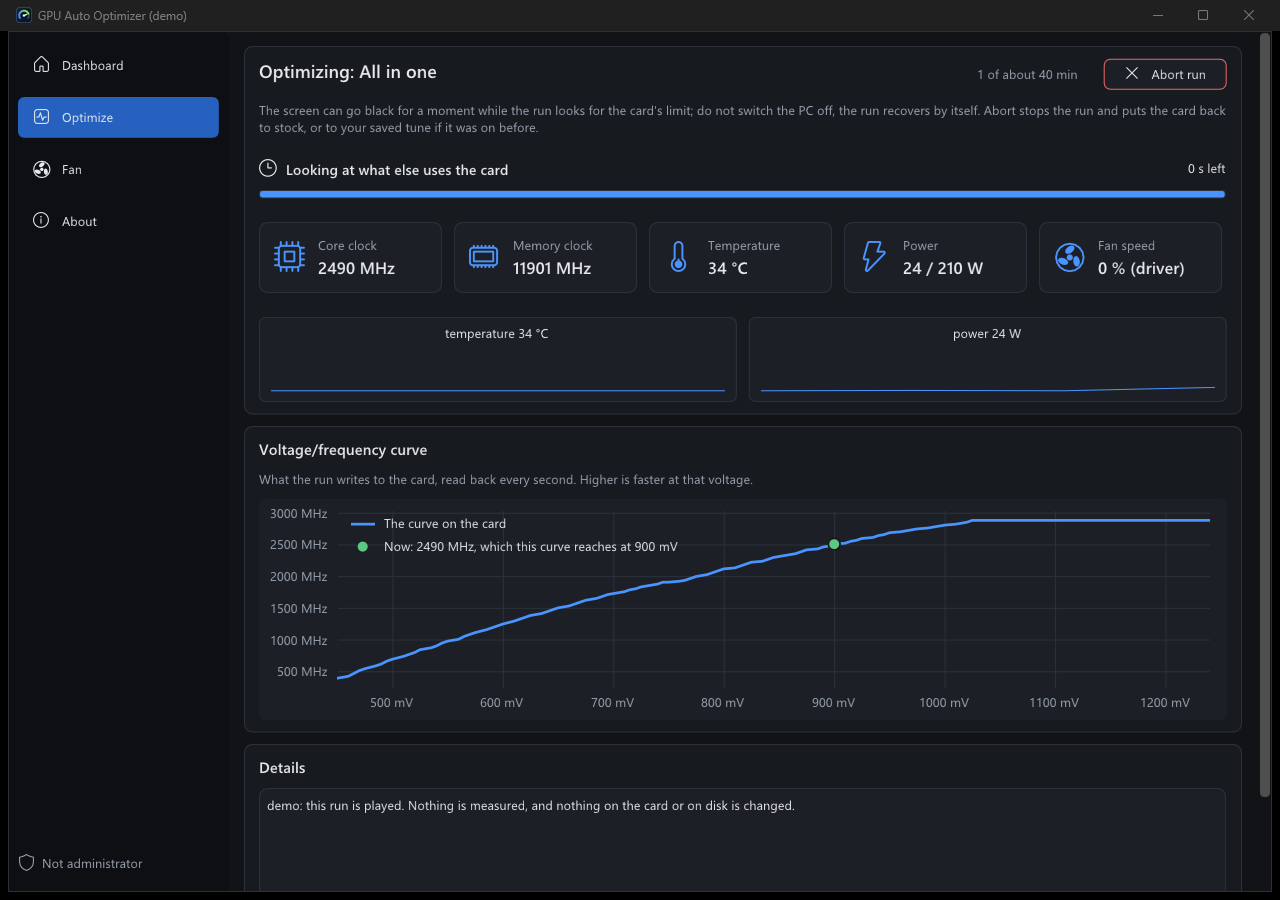 GPU Auto Optimizer (demo)
Dashboard
Optimize
Fan
About
Not administrator
Optimizing: All in one
1 of about 40 min
Abort run
The screen can go black for a moment while the run looks for the card's limit; do not switch the PC off, the run recovers by itself. Abort stops the run and puts the card back
to stock, or to your saved tune if it was on before.
Looking at what else uses the card
0 s left
Core clock
2490 MHz
Memory clock
11901 MHz
Temperature
34 °C
Power
24 / 210 W
Fan speed
0 % (driver)
temperature 34 °C
power 24 W
Voltage/frequency curve
What the run writes to the card, read back every second. Higher is faster at that voltage.
The curve on the card
Now: 2490 MHz, which this curve reaches at 900 mV
3000 MHz
2500 MHz
2000 MHz
1500 MHz
1000 MHz
500 MHz
500 mV
600 mV
700 mV
800 mV
900 mV
1000 mV
1100 mV
1200 mV
Details
demo: this run is played. Nothing is measured, and nothing on the card or on disk is changed.